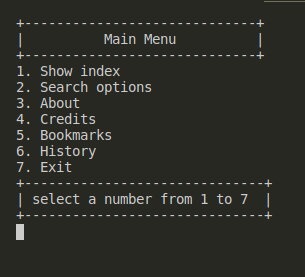 +-----------------------------+
|          Main Menu          |
+-----------------------------+
1. Show index
2. Search options
3. About
4. Credits
5. Bookmarks
6. History
7. Exit
+------------------------------+
| select a number from 1 to 7  |
+------------------------------+